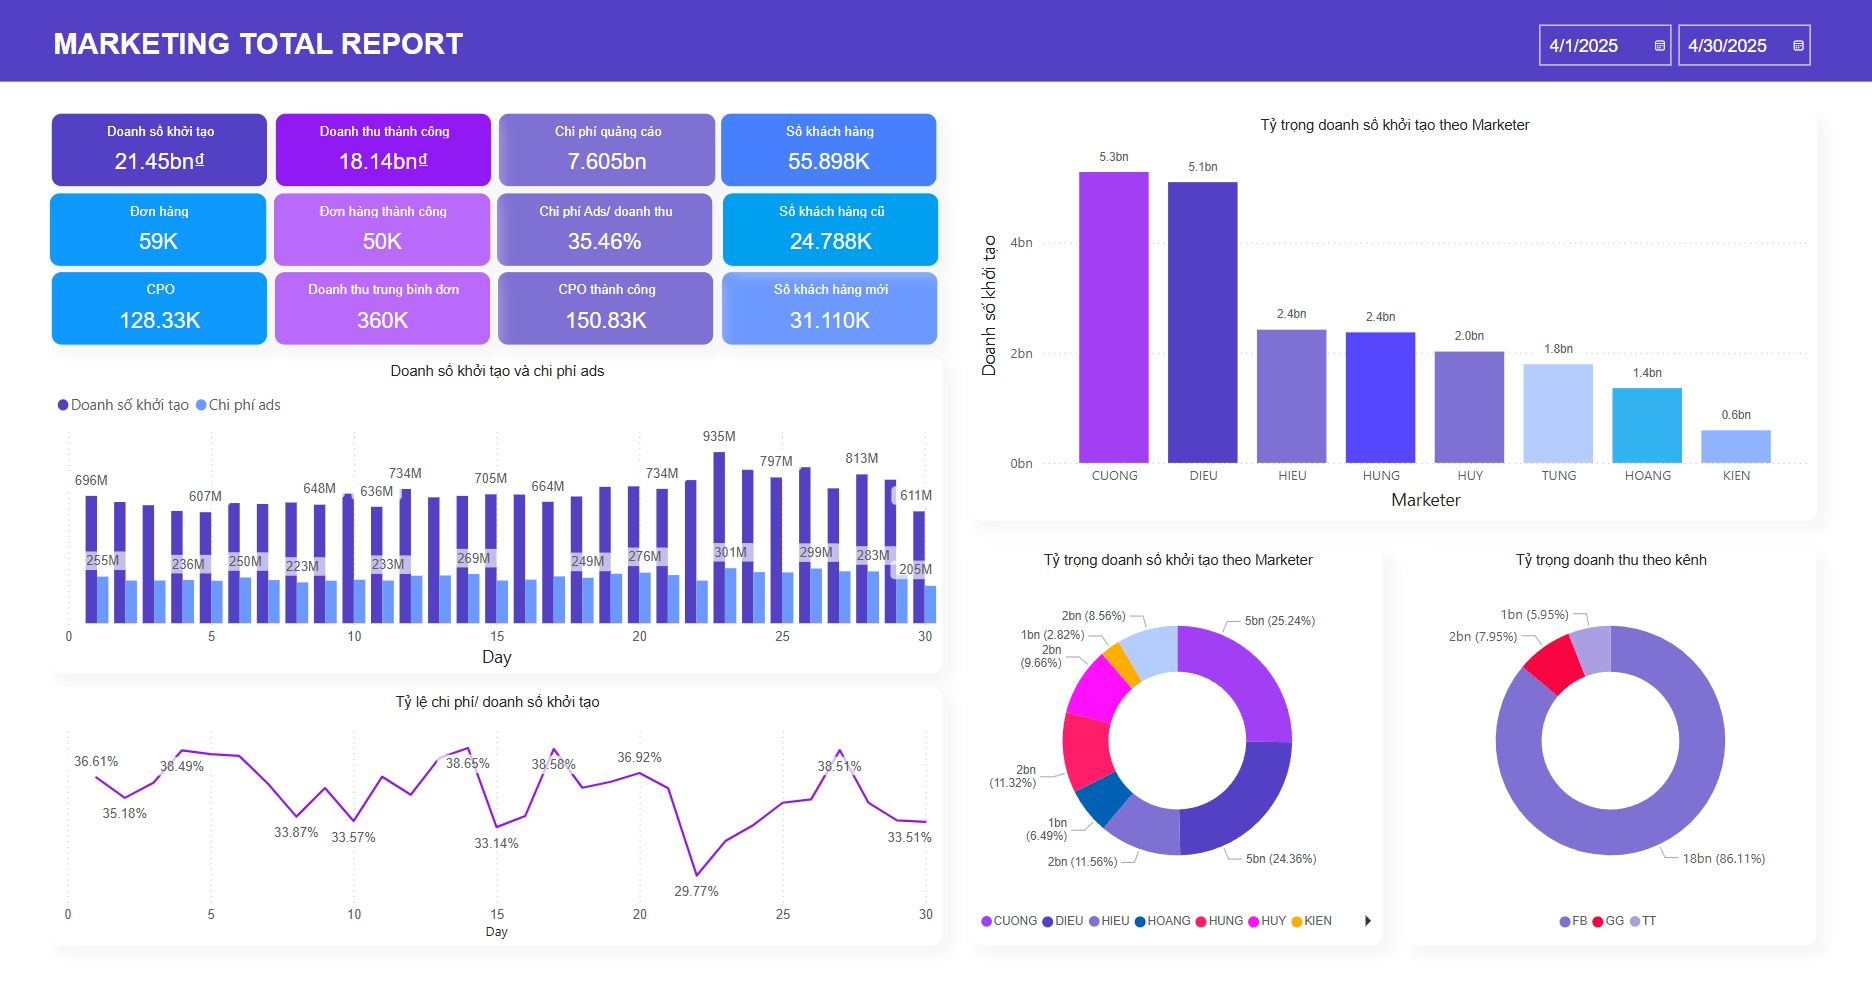 MARKETING TOTAL REPORT
4/1/2025
4/30/2025
Doanh số khởi tạo
21.45bn₫
Doanh thu thành công
18.14bn₫
Chi phí quảng cáo
7.605bn
Số khách hàng
55.898K
Đơn hàng
59K
Đơn hàng thành công
50K
Chi phí Ads/ doanh thu
35.46%
Số khách hàng cũ
24.788K
CPO
128.33K
Doanh thu trung bình đơn
360K
CPO thành công
150.83K
Số khách hàng mới
31.110K
Doanh số khởi tạo và chi phí ads
Doanh số khởi tạo
Chi phí ads
696M
607M
648M
636M
734M
705M
664M
734M
935M
797M
813M
611M
255M
236M
250M
223M
233M
269M
249M
276M
301M
299M
283M
205M
0
5
10
15
20
25
30
Day
Tỷ lệ chi phí/ doanh số khởi tạo
36.61%
35.18%
38.49%
33.87%
33.57%
38.65%
33.14%
38.58%
36.92%
29.77%
38.51%
33.51%
0
5
10
15
20
25
30
Day
Tỷ trọng doanh số khởi tạo theo Marketer
Doanh số khởi tạo
4bn
2bn
0bn
5.3bn
5.1bn
2.4bn
2.4bn
2.0bn
1.8bn
1.4bn
0.6bn
CUONG
DIEU
HIEU
HUNG
HUY
TUNG
HOANG
KIEN
Marketer
Tỷ trọng doanh số khởi tạo theo Marketer
2bn (8.56%)
5bn (25.24%)
1bn (2.82%)
2bn
(9.66%)
2bn
(11.32%)
1bn
(6.49%)
2bn (11.56%)
5bn (24.36%)
CUONG
DIEU
HIEU
HOANG
HUNG
HUY
KIEN
Tỷ trọng doanh thu theo kênh
1bn (5.95%)
2bn (7.95%)
18bn (86.11%)
FB
GG
TT